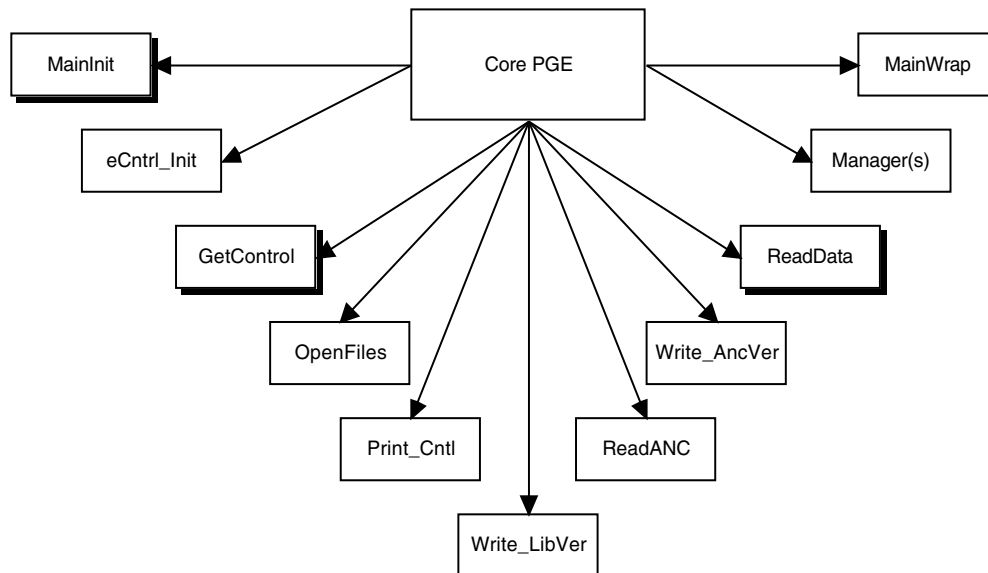 Core PGE
MainInit
MainWrap
eCntrl_Init
Manager(s)
GetControl
ReadData
OpenFiles
Write_AncVer
Print_Cntl
ReadANC
Write_LibVer